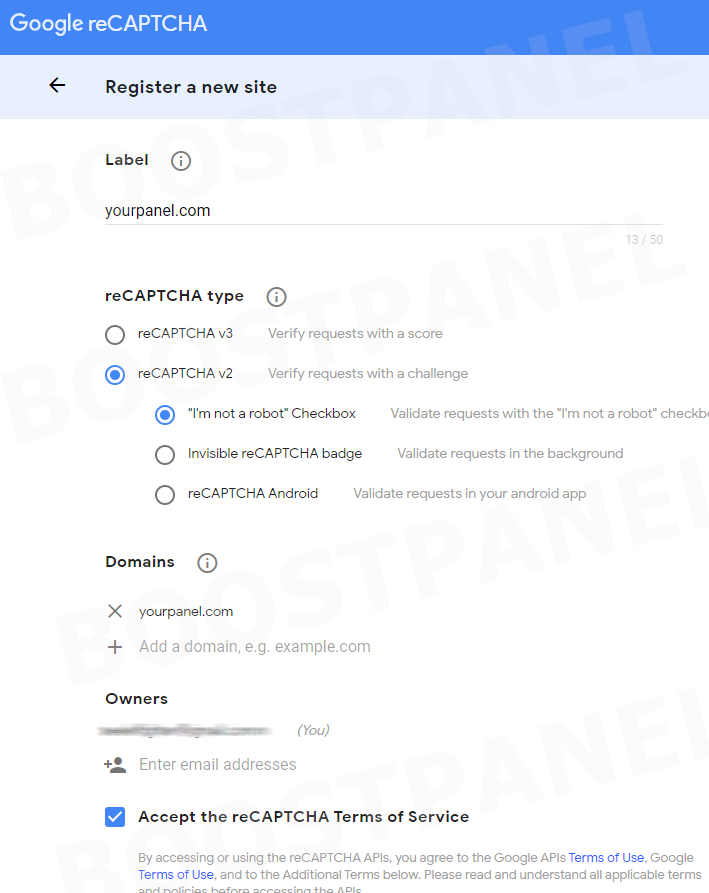 Google reCAPTCHA
Register a new site
Label
yourpanel.com
13 / 50
reCAPTCHA type
reCAPTCHA v3 Verify requests with a score
reCAPTCHA v2 Verify requests with a challenge
"I'm not a robot" Checkbox Validate requests with the "I'm not a robot" checkb
Invisible reCAPTCHA badge Validate requests in the background
reCAPTCHA Android Validate requests in your android app
Domains
yourpanel.com
Add a domain, e.g. example.com
Owners
(You)
Enter email addresses
Accept the reCAPTCHA Terms of Service
By accessing or using the reCAPTCHA APIs, you agree to the Google APIs Terms of Use, Google
Terms of Use, and to the Additional Terms below. Please read and understand all applicable terms
and policies before accessing the APIs.
BOOSTPANEL
BOOSTPANEL
BOOSTPANEL
BOOSTPANEL